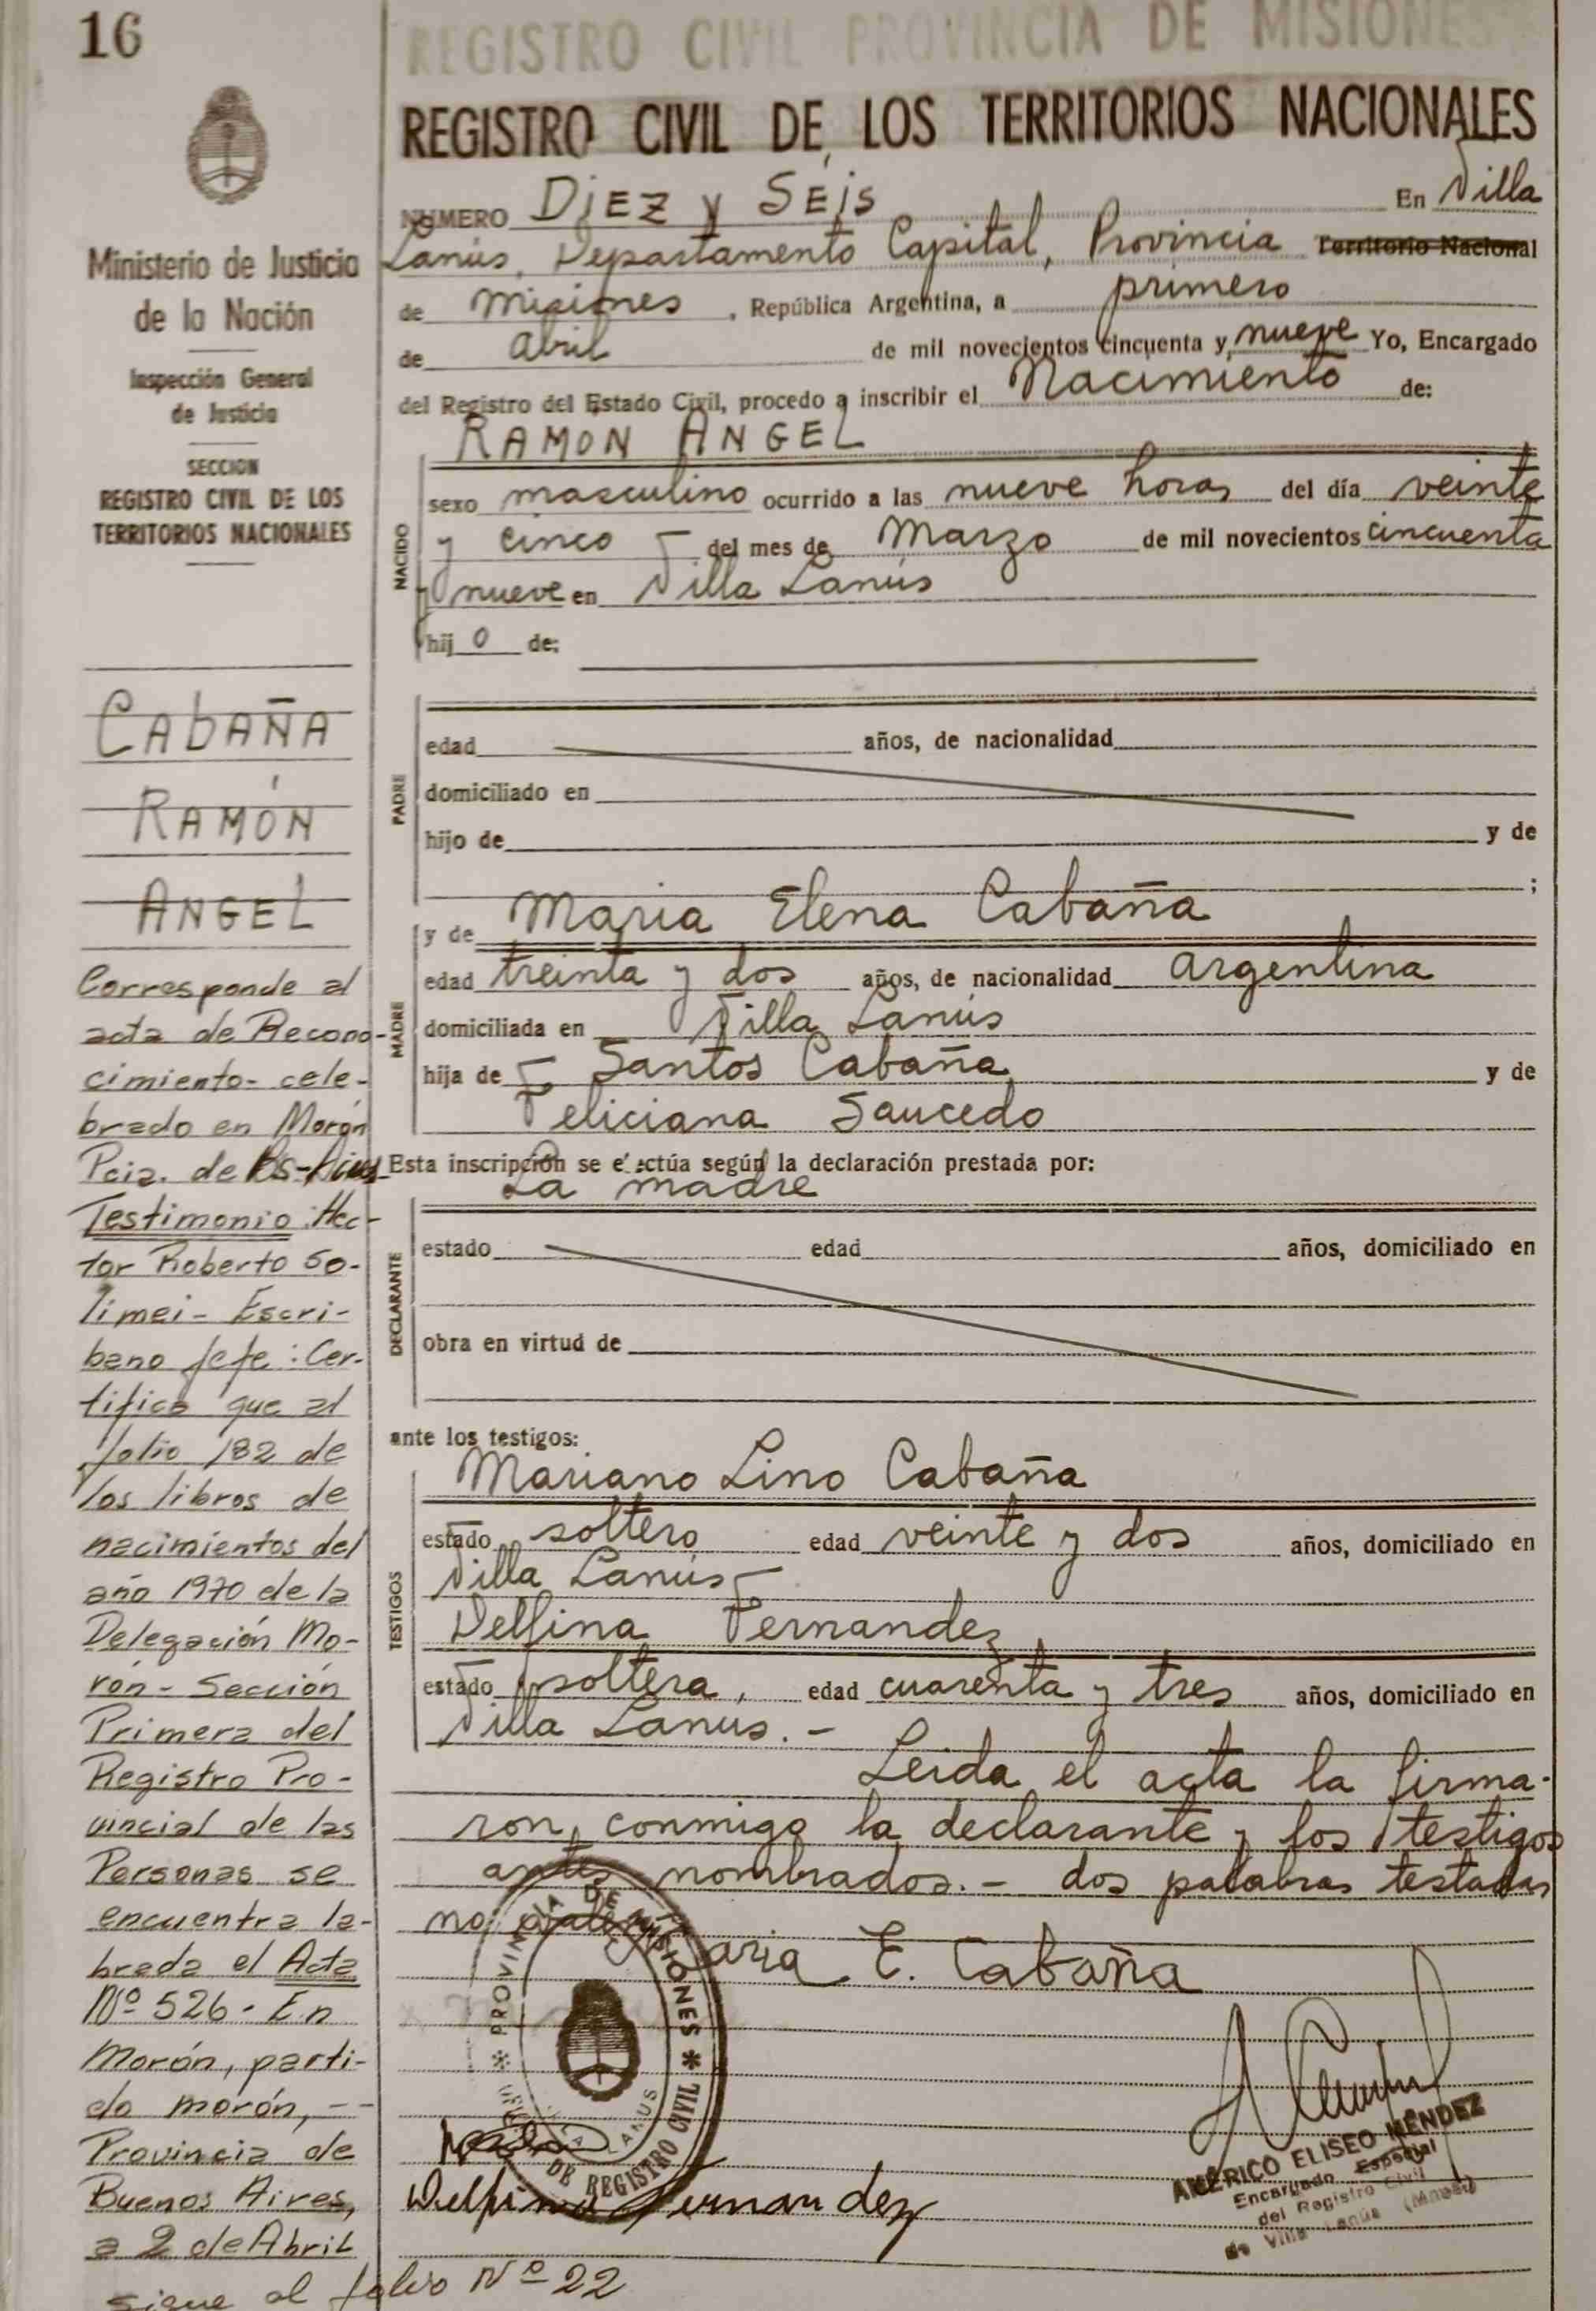 16
REGISTRO CIVIL PROVINCIA DE MISIONES
REGISTRO CIVIL DE LOS TERRITORIOS NACIONALES
Ministerio de Justicia
de la Nación
Inspección General
de Justicia
SECCION
REGISTRO CIVIL DE LOS
TERRITORIOS NACIONALES
CABAÑA
RAMÓN
ANGEL
Corresponde al
acta de Recono-
cimiento- cele-
brado en Morón
Pcia. de Bs-Aires-
Testimonio: Hec-
tor Roberto So-
limei- Escri-
bano Jefe: Cer-
tifico que al
folio 182 de
los libros de
nacimientos del
año 1970 de la
Delegación Mo-
rón- Sección
Primera del
Registro Pro-
vincial de las
Personas se
encuentra la-
brada el Acta
Nº 526- En
Morón, parti-
do morón, --
Provincia de
Buenos Aires,
a 2 de Abril
sigue al folio Nº 22
NUMERO DIEZ y SEIS En Villa
Lanús, Departamento Capital, Provincia Territorio Nacional
de Misiones, República Argentina, a primero
de abril de mil novecientos cincuenta y nueve Yo, Encargado
del Registro del Estado Civil, procedo a inscribir el Nacimiento de:
RAMON ANGEL
NACIDO
sexo masculino ocurrido a las nueve horas del día veinte
y cinco - del mes de Marzo de mil novecientos cincuenta
y nueve en Villa Lanús
hijo de:
PADRE
edad años, de nacionalidad
domiciliado en
hijo de y de
;
MADRE
y de Maria Elena Cabaña
edad treinta y dos años, de nacionalidad argentina
domiciliada en Villa Lanús
hija de Santos Cabaña y de
Feliciana Saucedo
Esta inscripción se efectúa según la declaración prestada por:
La madre
DECLARANTE
estado edad años, domiciliado en
obra en virtud de
ante los testigos:
TESTIGOS
Mariano Lino Cabaña
estado soltero edad veinte y dos años, domiciliado en
Villa Lanús-
Delfina Fernandez
estado soltera, edad cuarenta y tres años, domiciliado en
Villa Lanus.-
Leida el acta la firma-
ron, conmigo la declarante y los testigos
antes nombrados.- dos palabras testadas
no vale
Maria E. Cabaña
PROVINCIA DE MISIONES
DE REGISTRO CIVIL
LANUS
Delfina Fernandez
AMÉRICO ELISEO MÉNDEZ
Encargado Especial
del Registro Civil
de Villa Lanús (Mnes)